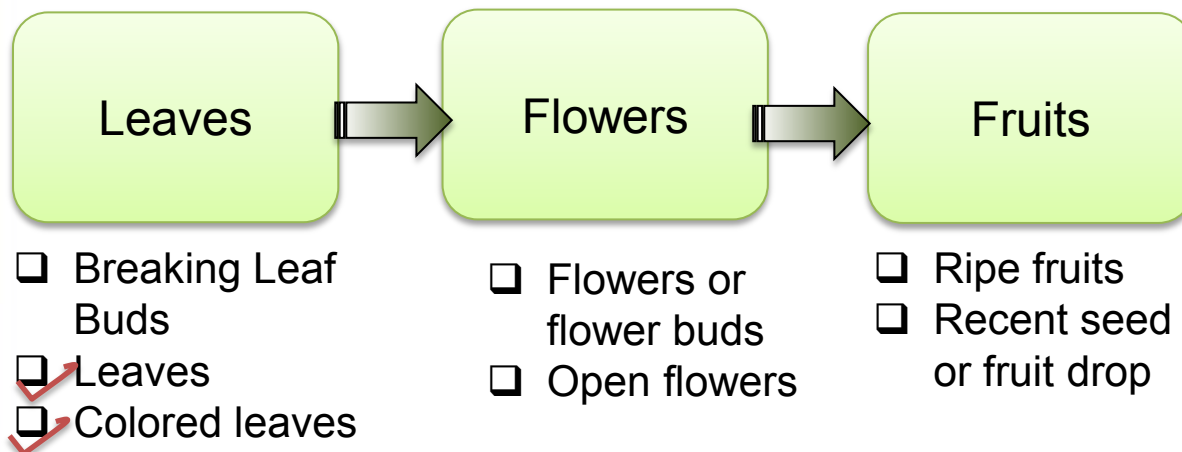 Leaves
Flowers
Fruits
Breaking Leaf
Buds
Leaves
Colored leaves
Flowers or
flower buds
Open flowers
Ripe fruits
Recent seed
or fruit drop